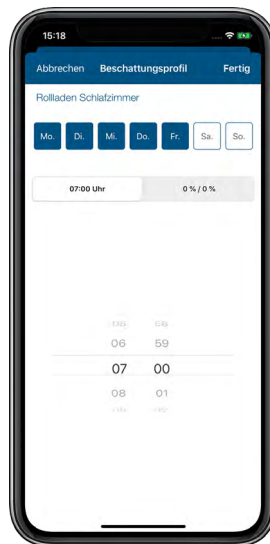 15:18
Abbrechen Beschattungsprofil Fertig
Rollladen Schlafzimmer
Mo. Di. Mi. Do. Fr. Sa. So.
07:00 Uhr 0 % / 0 %
06 59
07 00
08 01